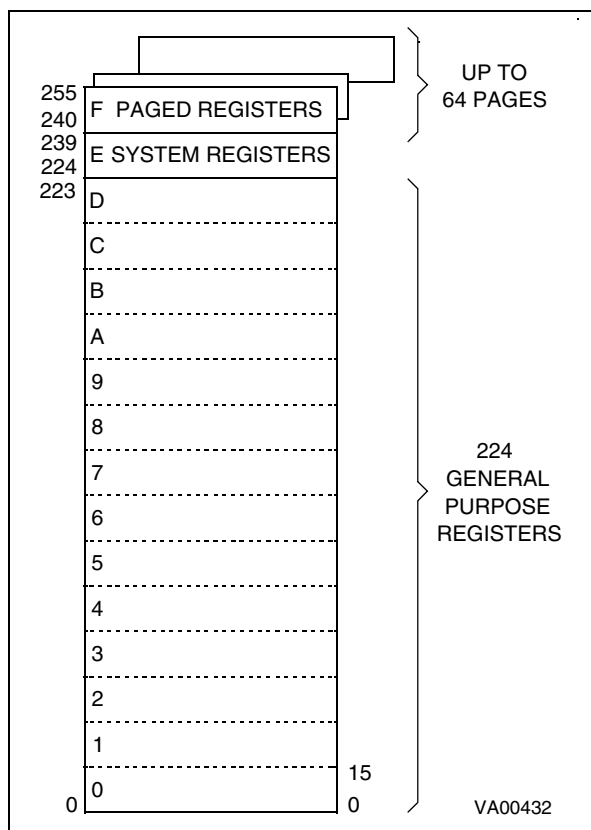 UP TO
64 PAGES
255
240
F PAGED REGISTERS
239
224
E SYSTEM REGISTERS
223
D
C
B
A
9
8
7
6
5
4
3
2
1
0
15
0
0
224
GENERAL
PURPOSE
REGISTERS
VA00432